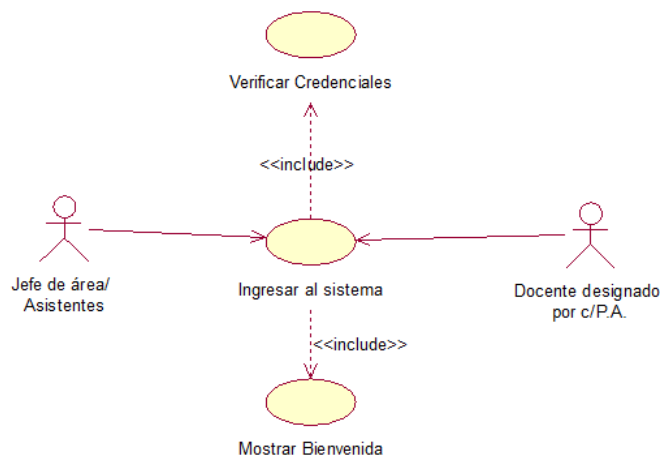 Verificar Credenciales
<<include>>
Jefe de área/
Asistentes
Ingresar al sistema
Docente designado
por c/P.A.
<<include>>
Mostrar Bienvenida